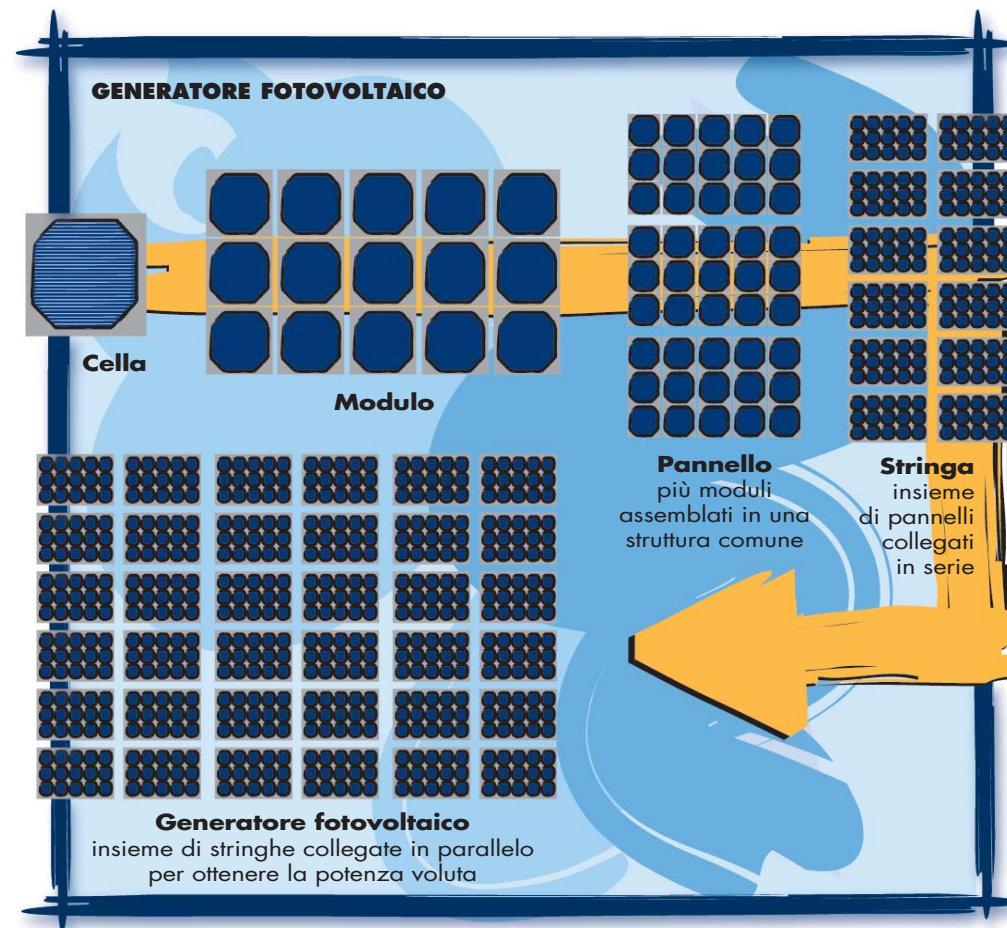 GENERATORE FOTOVOLTAICO
Cella
Modulo
Pannello
più moduli
assemblati in una
struttura comune
Stringa
insieme
di pannelli
collegati
in serie
Generatore fotovoltaico
insieme di stringhe collegate in parallelo
per ottenere la potenza voluta